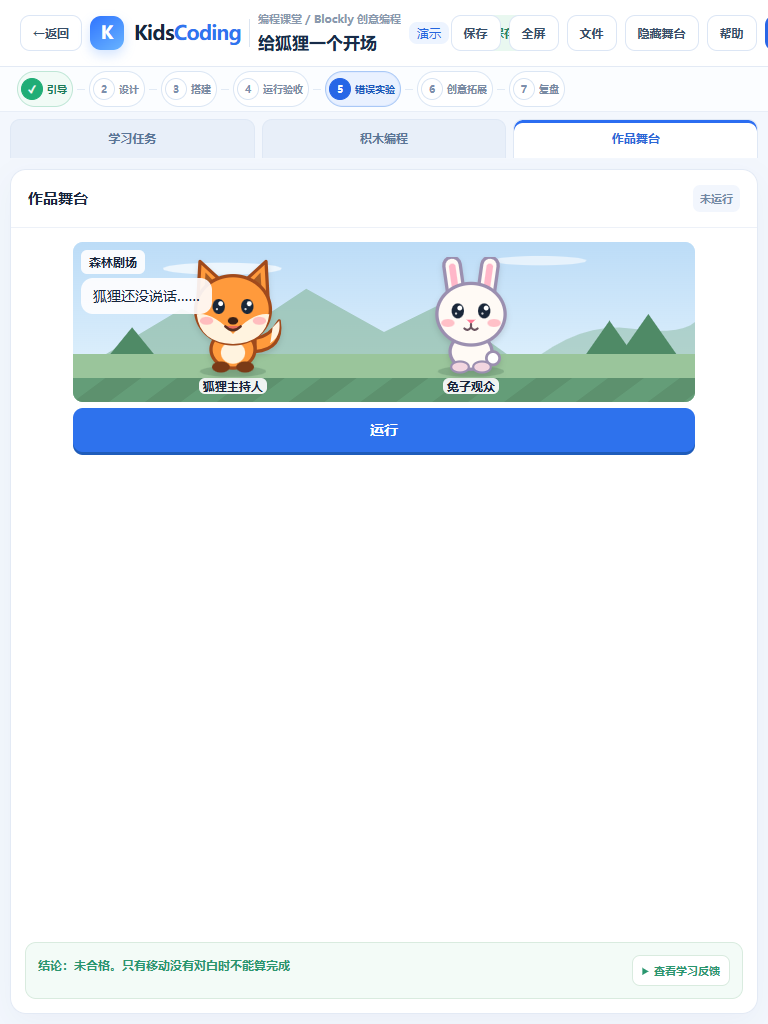 ←返回
K
KidsCoding
编程课堂 / Blockly 创意编程
给狐狸一个开场
演示
保存
全屏
文件
隐藏舞台
帮助
✓ 引导
2 设计
3 搭建
4 运行验收
5 错误实验
6 创意拓展
7 复盘
学习任务
积木编程
作品舞台
作品舞台
未运行
森林剧场
狐狸还没说话……
狐狸主持人
兔子观众
运行
结论：未合格。只有移动没有对白时不能算完成
▶ 查看学习反馈